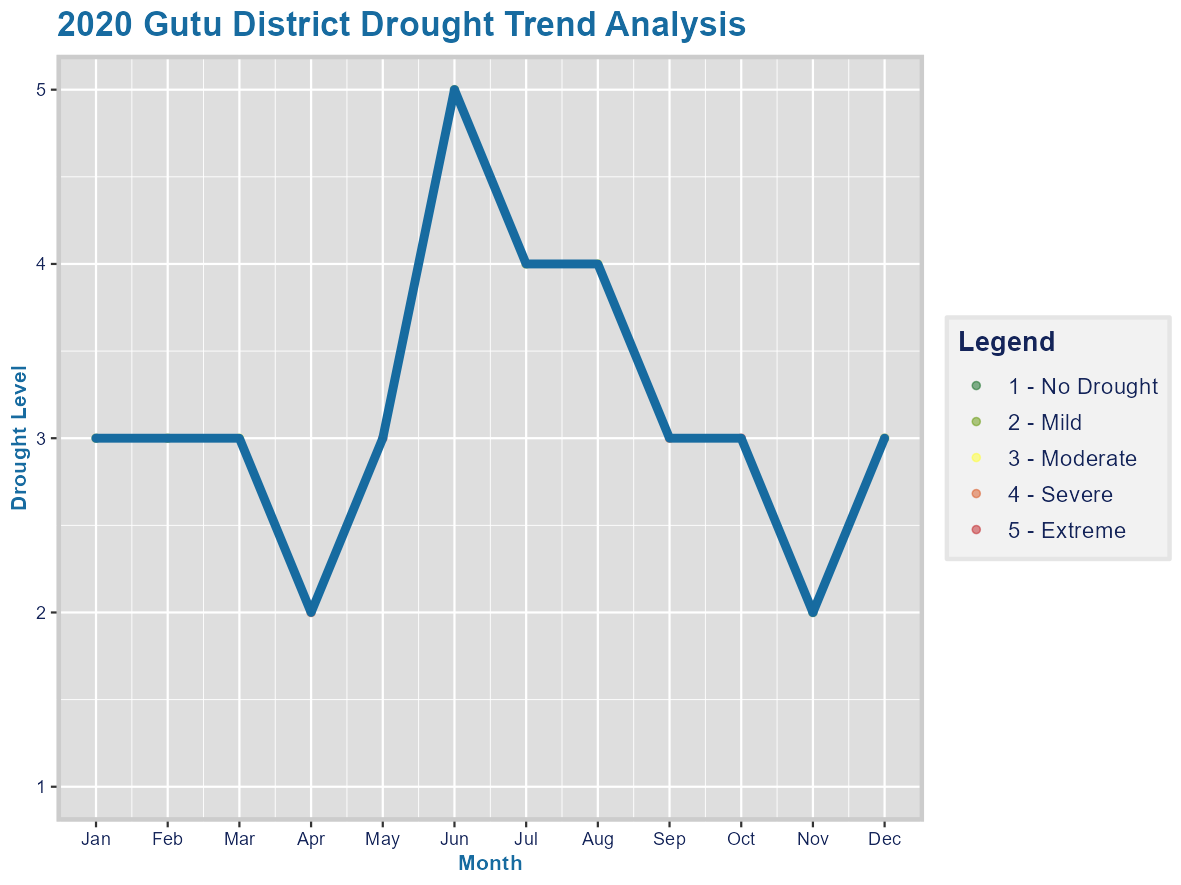 2020 Gutu District Drought Trend Analysis
Drought Level
5
4
3
2
1
Jan Feb Mar Apr May Jun Jul Aug Sep Oct Nov Dec
Month
Legend
1 - No Drought
2 - Mild
3 - Moderate
4 - Severe
5 - Extreme